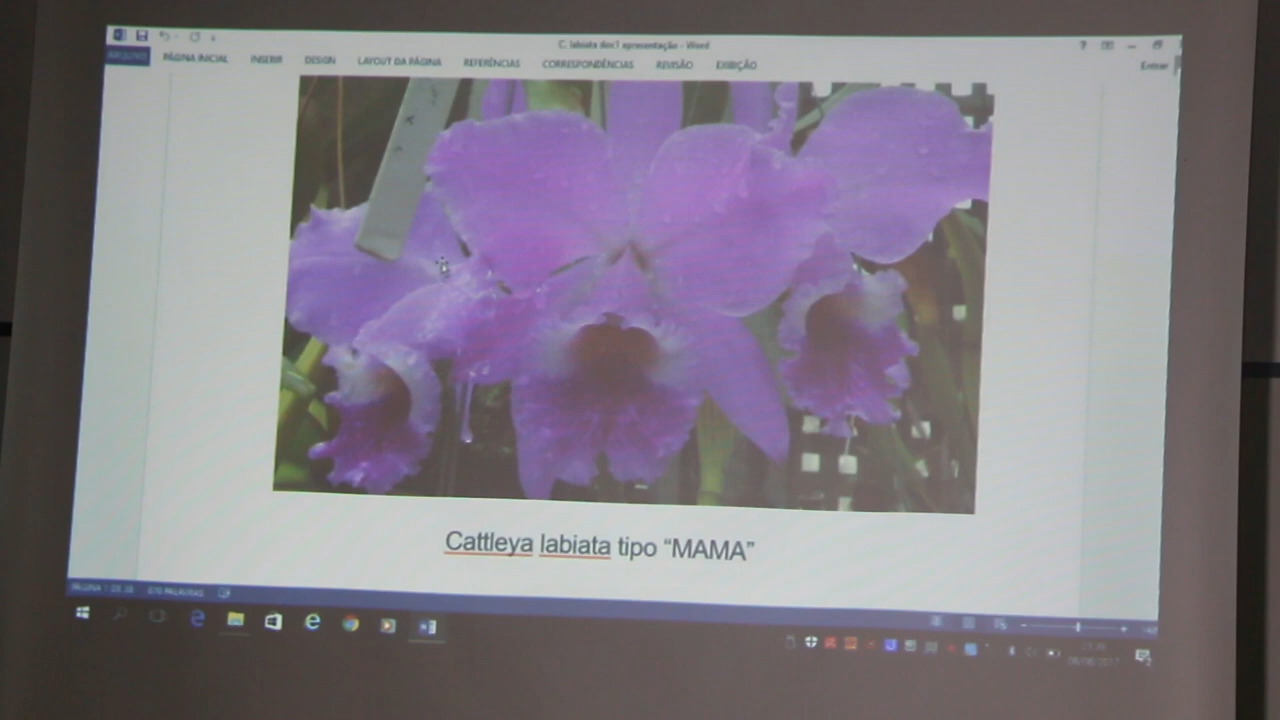 C. labiata doc1 apresentação - Word
ARQUIVO PÁGINA INICIAL INSERIR DESIGN LAYOUT DA PÁGINA REFERÊNCIAS CORRESPONDÊNCIAS REVISÃO EXIBIÇÃO
Entrar
Cattleya labiata tipo “MAMA”